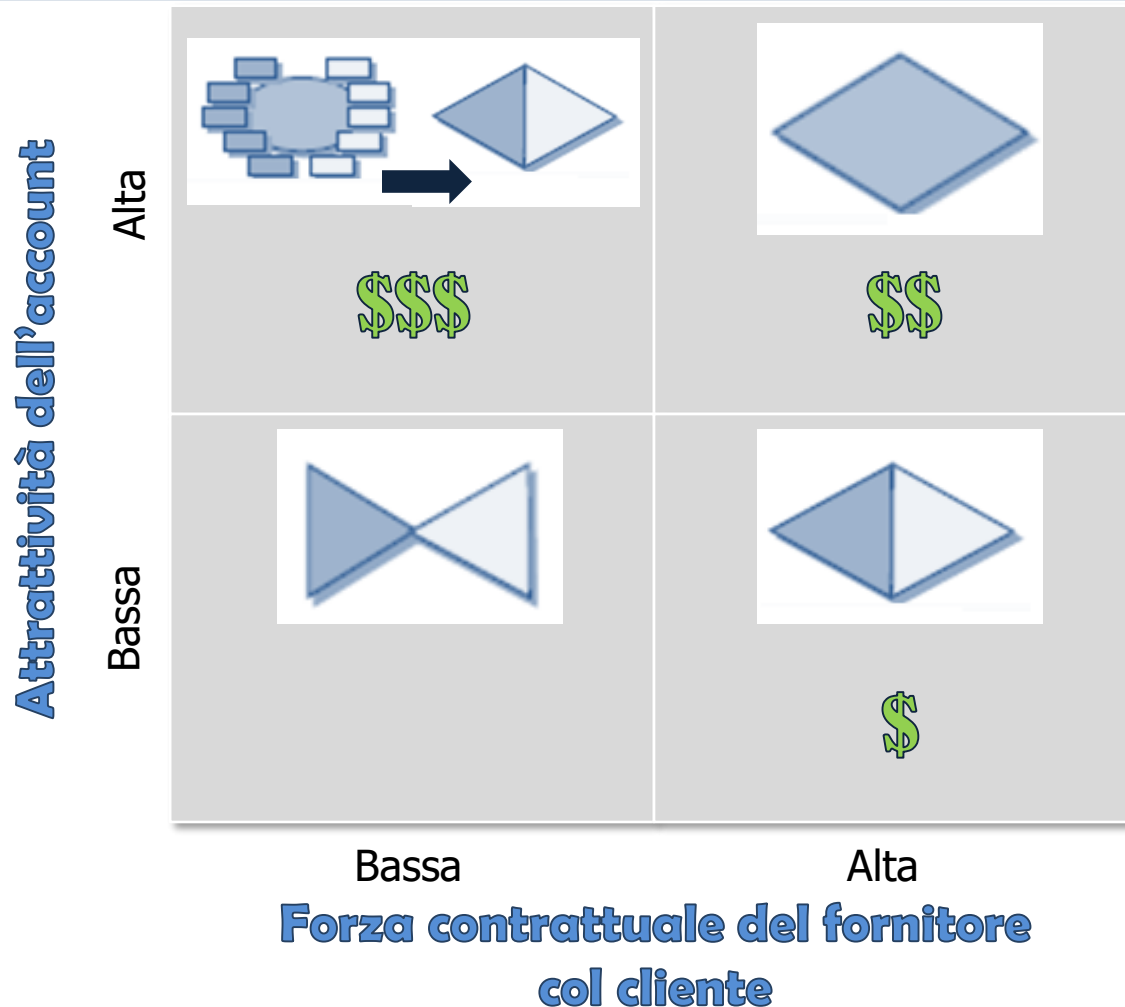 Attrattività dell'account
Alta
$$$
$$
Bassa
$
Bassa
Alta
Forza contrattuale del fornitore
col cliente